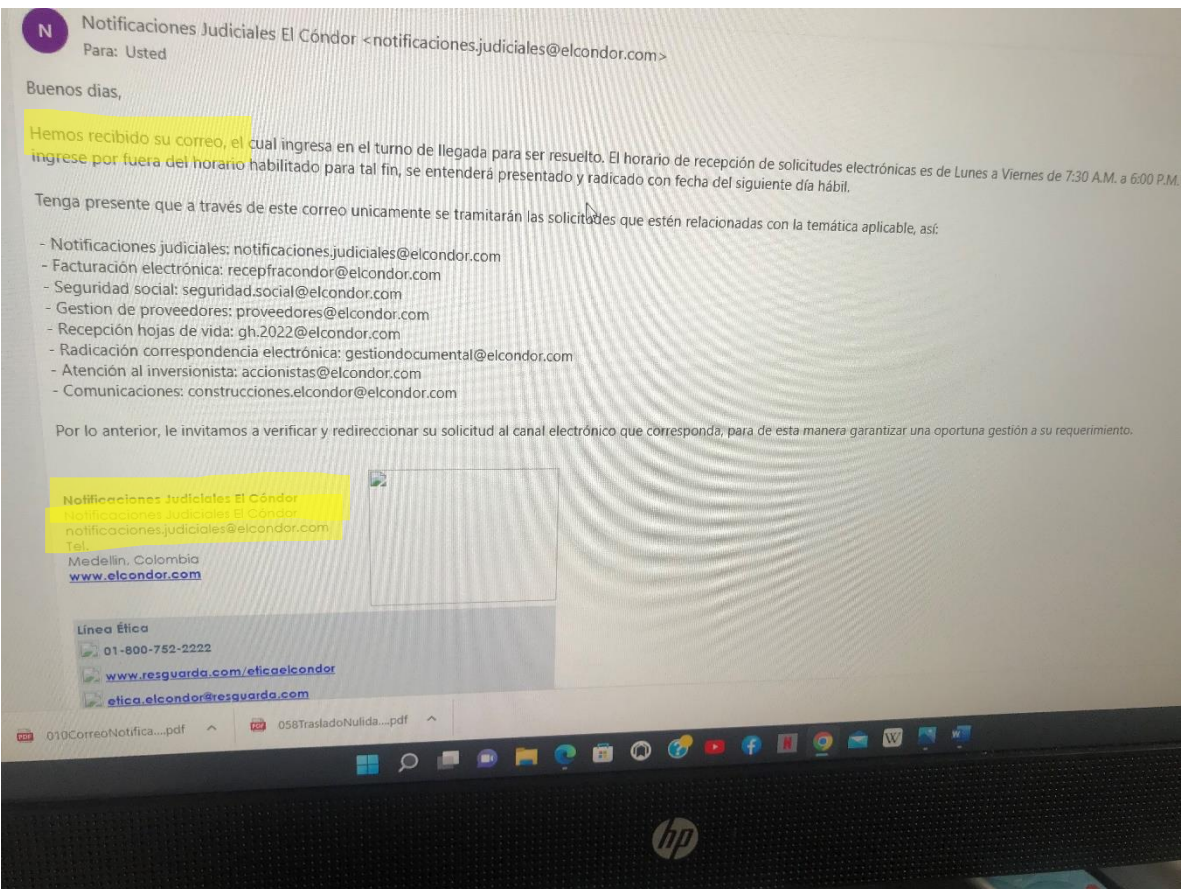 N
Notificaciones Judiciales El Cóndor <notificaciones.judiciales@elcondor.com>
Para: Usted
Buenos dias,
Hemos recibido su correo, el cual ingresa en el turno de llegada para ser resuelto. El horario de recepción de solicitudes electrónicas es de Lunes a Viernes de 7:30 A.M. a 6:00 P.M.
ingrese por fuera del horario habilitado para tal fin, se entenderá presentado y radicado con fecha del siguiente día hábil.
Tenga presente que a través de este correo unicamente se tramitarán las solicitudes que estén relacionadas con la temática aplicable, así:
- Notificaciones judiciales: notificaciones.judiciales@elcondor.com
- Facturación electrónica: recepfracondor@elcondor.com
- Seguridad social: seguridad.social@elcondor.com
- Gestion de proveedores: proveedores@elcondor.com
- Recepción hojas de vida: gh.2022@elcondor.com
- Radicación correspondencia electrónica: gestiondocumental@elcondor.com
- Atención al inversionista: accionistas@elcondor.com
- Comunicaciones: construcciones.elcondor@elcondor.com
Por lo anterior, le invitamos a verificar y redireccionar su solicitud al canal electrónico que corresponda, para de esta manera garantizar una oportuna gestión a su requerimiento.
Notificaciones Judiciales El Cóndor
Notificaciones Judiciales El Cóndor
notificaciones.judiciales@elcondor.com
Tel.
Medellin, Colombia
www.elcondor.com
Línea Ética
01-800-752-2222
www.resguarda.com/eticaelcondor
etica.elcondor@resguarda.com
PDF 010CorreoNotifica....pdf
PDF 058TrasladoNulida....pdf
W
W
hp